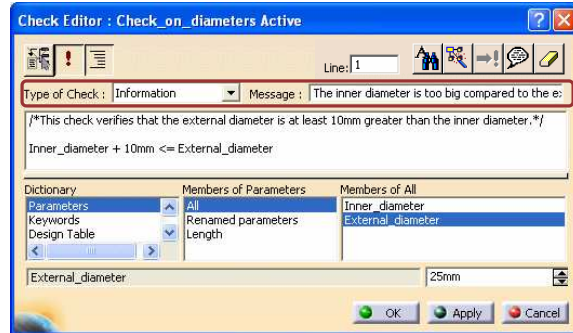 Check Editor : Check_on_diameters Active
Line: 1
Type of Check : Information Message : The inner diameter is too big compared to the e:
/*This check verifies that the external diameter is at least 10mm greater than the inner diameter.*/
Inner_diameter + 10mm <= External_diameter
Dictionary Members of Parameters Members of All
Parameters All Inner_diameter
Keywords Renamed parameters External_diameter
Design Table Length
External_diameter 25mm
OK Apply Cancel